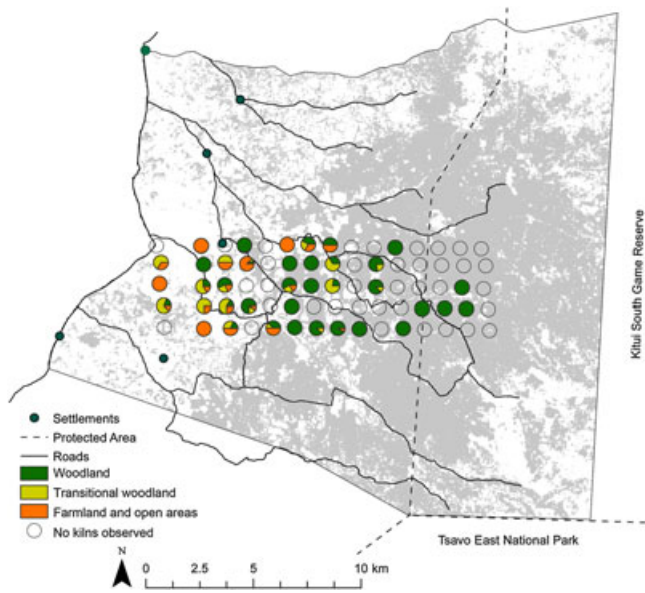 Kitui South Game Reserve
Settlements
Protected Area
Roads
Woodland
Transitional woodland
Farmland and open areas
No kilns observed
Tsavo East National Park
N
0 2.5 5 10 km